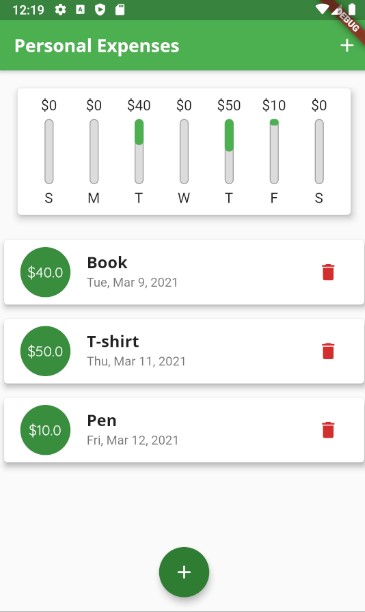 12:19
DEBUG
Personal Expenses
$0 $0 $40 $0 $50 $10 $0
S M T W T F S
$40.0
Book
Tue, Mar 9, 2021
$50.0
T-shirt
Thu, Mar 11, 2021
$10.0
Pen
Fri, Mar 12, 2021